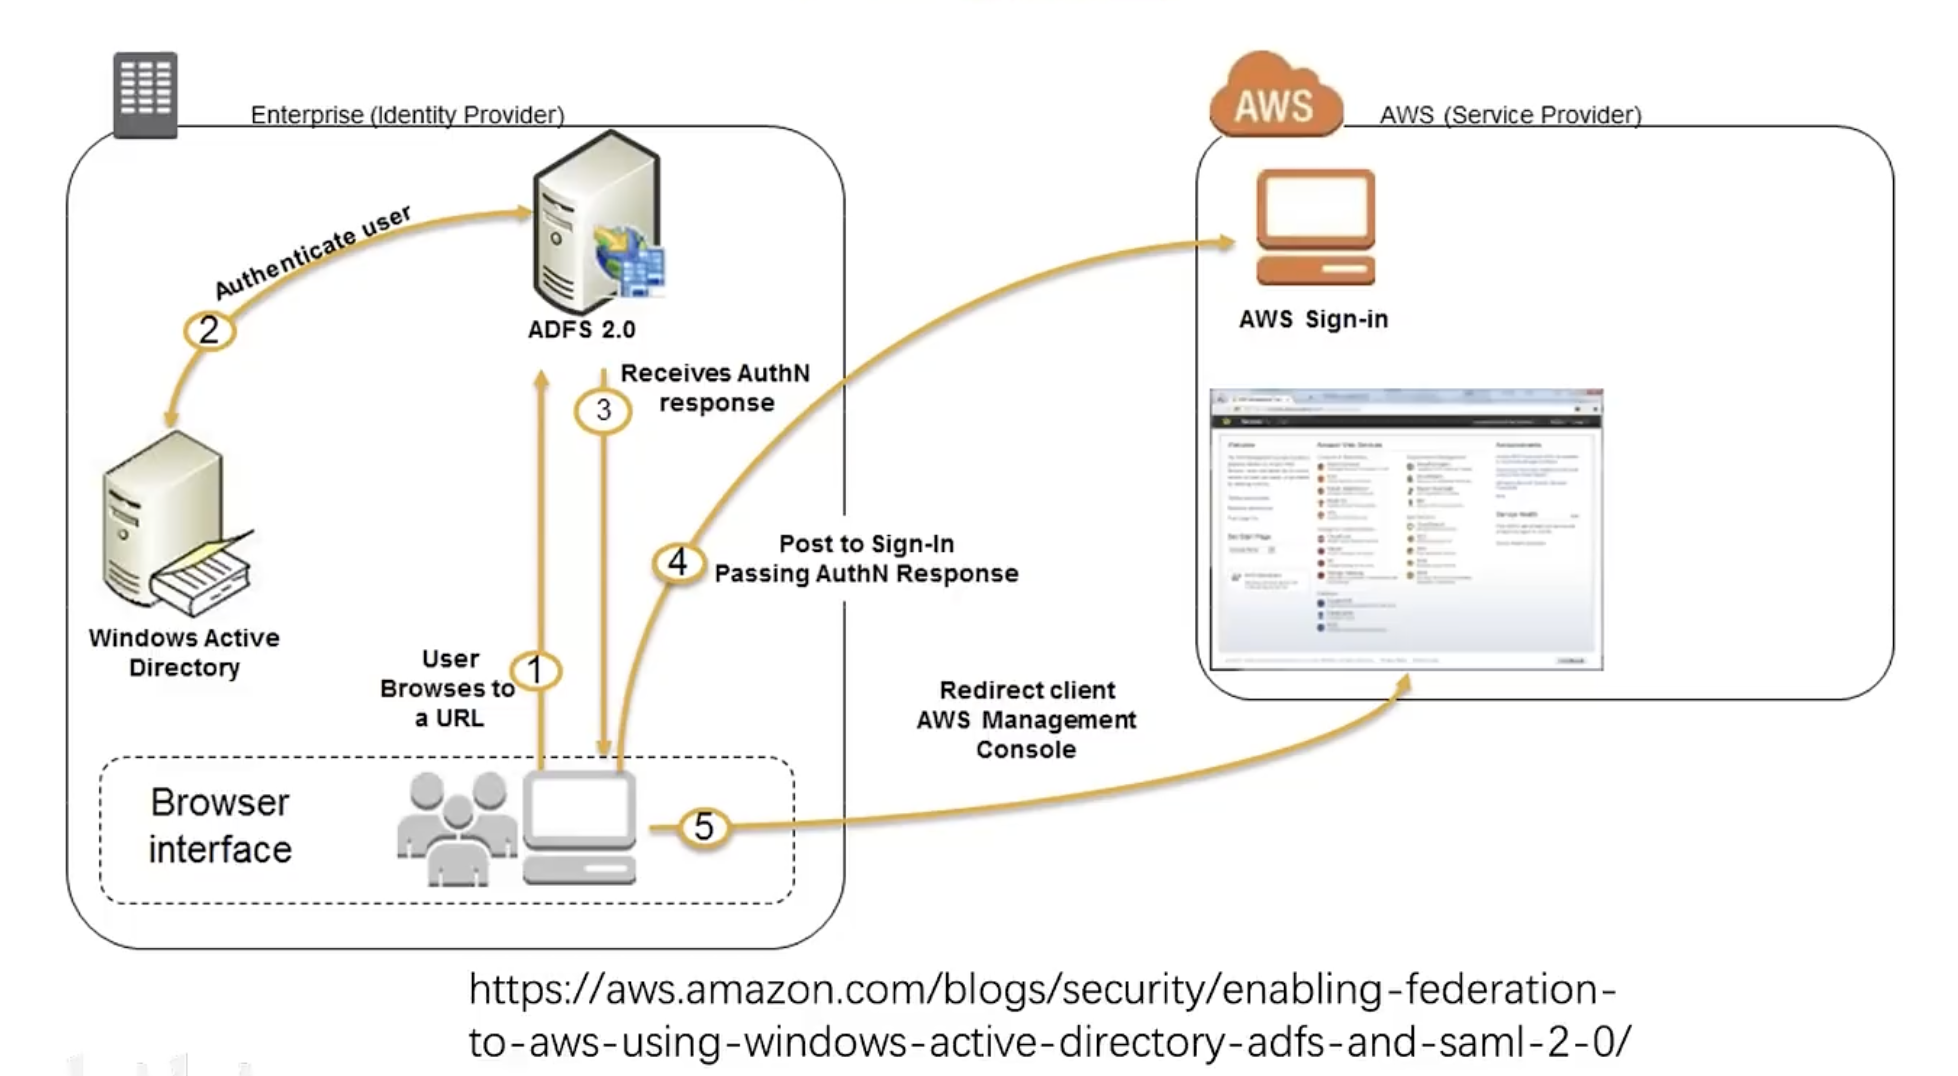 Enterprise (Identity Provider)
AWS
AWS (Service Provider)
Authenticate user
2
ADFS 2.0
AWS Sign-in
Receives AuthN
response
3
Windows Active
Directory
4
Post to Sign-In
Passing AuthN Response
User
Browses to
a URL
1
Redirect client
AWS Management
Console
Browser
interface
5
https://aws.amazon.com/blogs/security/enabling-federation-
to-aws-using-windows-active-directory-adfs-and-saml-2-0/